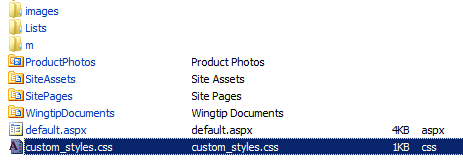 images
Lists
m
ProductPhotos Product Photos
SiteAssets Site Assets
SitePages Site Pages
WingtipDocuments Wingtip Documents
default.aspx default.aspx 4KB aspx
custom_styles.css custom_styles.css 1KB css